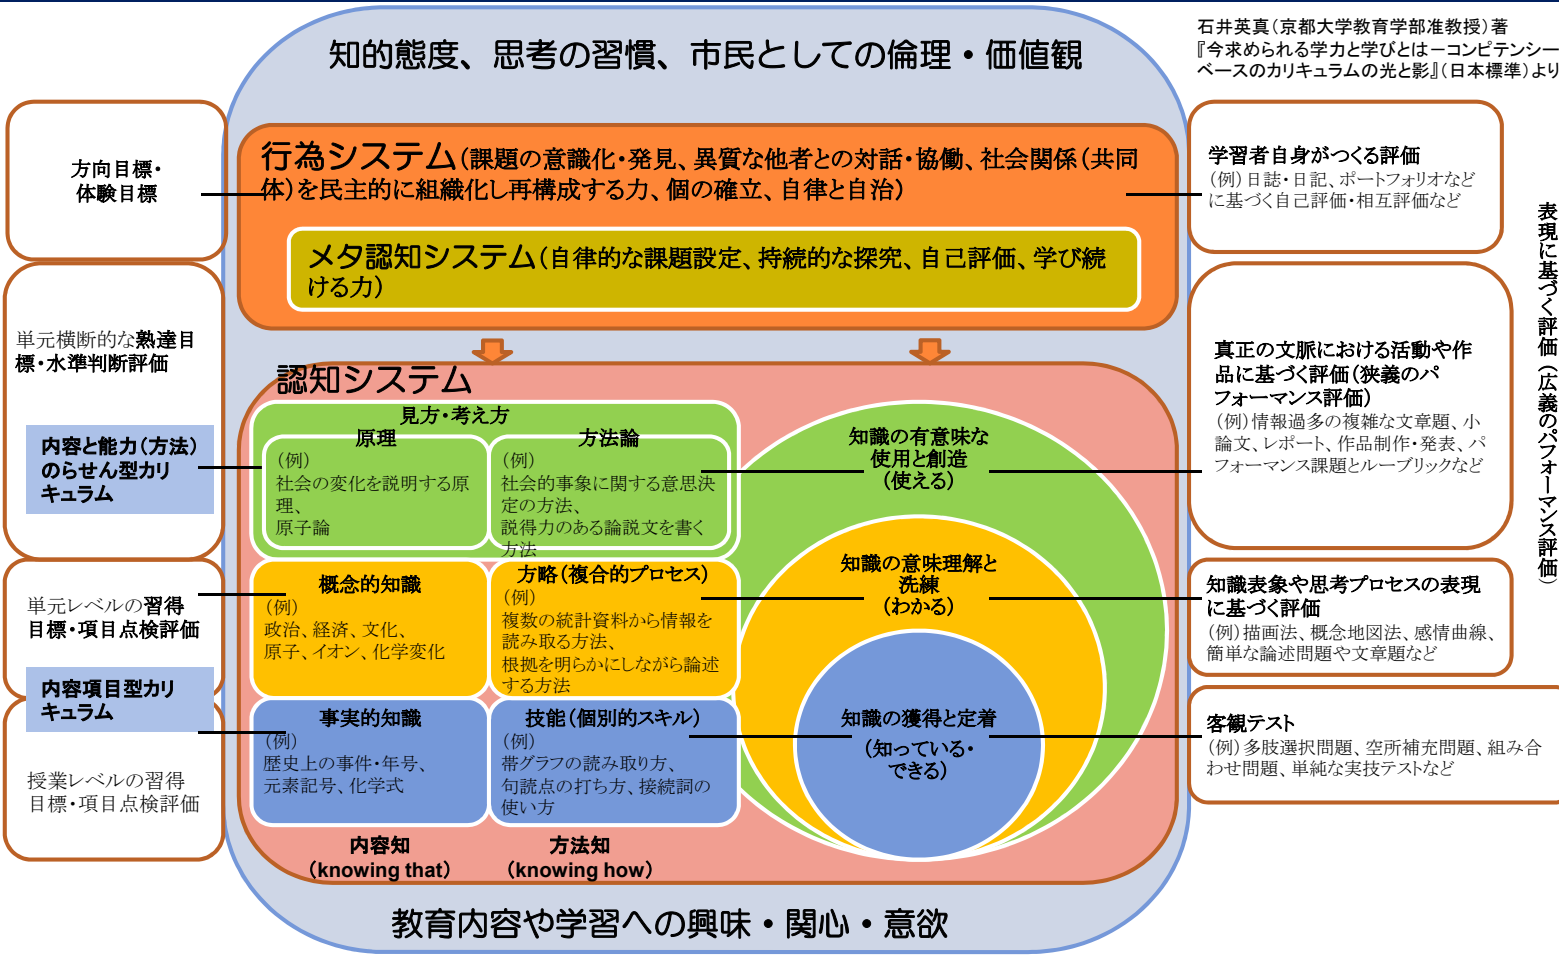 石井英真(京都大学教育学部准教授)著
『今求められる学力と学びとは－コンピテンシー
ベースのカリキュラムの光と影』(日本標準)より
知的態度、思考の習慣、市民としての倫理・価値観
方向目標・
体験目標
行為システム(課題の意識化・発見、異質な他者との対話・協働、社会関係(共同
体)を民主的に組織化し再構成する力、個の確立、自律と自治)
メタ認知システム(自律的な課題設定、持続的な探究、自己評価、学び続
ける力)
学習者自身がつくる評価
(例)日誌・日記、ポートフォリオなど
に基づく自己評価・相互評価など
表現に基づく評価(広義のパフォーマンス評価)
単元横断的な熟達目
標・水準判断評価
内容と能力(方法)
のらせん型カリ
キュラム
認知システム
見方・考え方
原理
(例)
社会の変化を説明する原
理、
原子論
方法論
(例)
社会的事象に関する意思決
定の方法、
説得力のある論説文を書く
方法
知識の有意味な
使用と創造
(使える)
真正の文脈における活動や作
品に基づく評価(狭義のパ
フォーマンス評価)
(例)情報過多の複雑な文章題、小
論文、レポート、作品制作・発表、パ
フォーマンス課題とルーブリックなど
単元レベルの習得
目標・項目点検評価
内容項目型カリ
キュラム
概念的知識
(例)
政治、経済、文化、
原子、イオン、化学変化
方略(複合的プロセス)
(例)
複数の統計資料から情報を
読み取る方法、
根拠を明らかにしながら論述
する方法
知識の意味理解と
洗練
(わかる)
知識表象や思考プロセスの表現
に基づく評価
(例)描画法、概念地図法、感情曲線、
簡単な論述問題や文章題など
授業レベルの習得
目標・項目点検評価
事実的知識
(例)
歴史上の事件・年号、
元素記号、化学式
技能(個別的スキル)
(例)
帯グラフの読み取り方、
句読点の打ち方、接続詞の
使い方
知識の獲得と定着
(知っている・
できる)
客観テスト
(例)多肢選択問題、空所補充問題、組み合
わせ問題、単純な実技テストなど
内容知
(knowing that)
方法知
(knowing how)
教育内容や学習への興味・関心・意欲